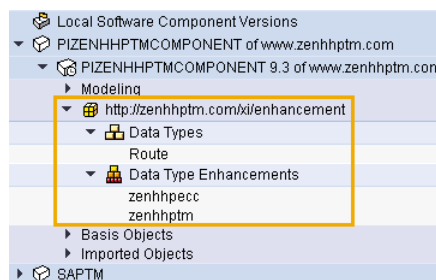 Local Software Component Versions
PIZENHHPTMCOMPONENT of www.zenhhptm.com
PIZENHHPTMCOMPONENT 9.3 of www.zenhhptm.con
Modeling
http://zenhhptm.com/xi/enhancement
Data Types
Route
Data Type Enhancements
zenhhpecc
zenhhptm
Basis Objects
Imported Objects
SAPTM